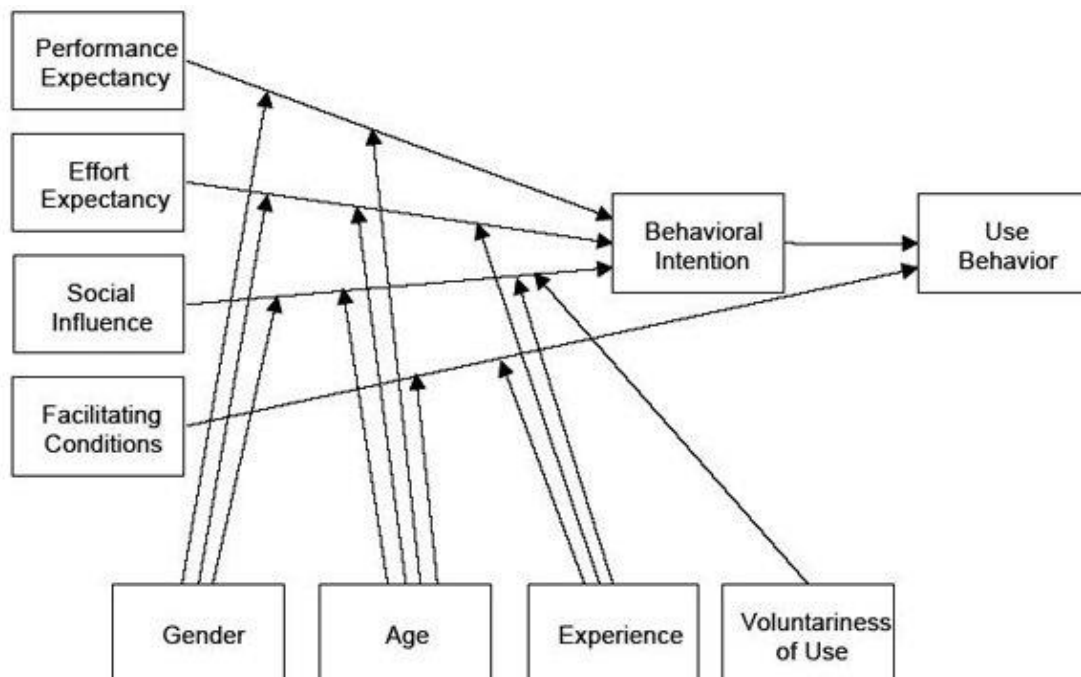 Performance
Expectancy
Effort
Expectancy
Social
Influence
Facilitating
Conditions
Behavioral
Intention
Use
Behavior
Gender
Age
Experience
Voluntariness
of Use